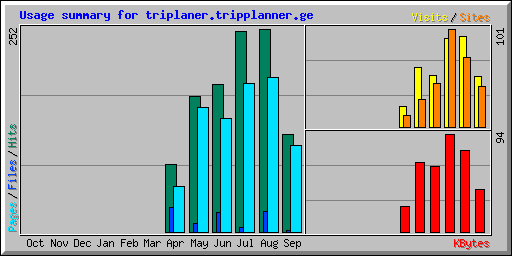 Usage summary for triplaner.tripplanner.ge
Visits/Sites
252
101
94
Pages/Files/Hits
Oct Nov Dec Jan Feb Mar Apr May Jun Jul Aug Sep
KBytes